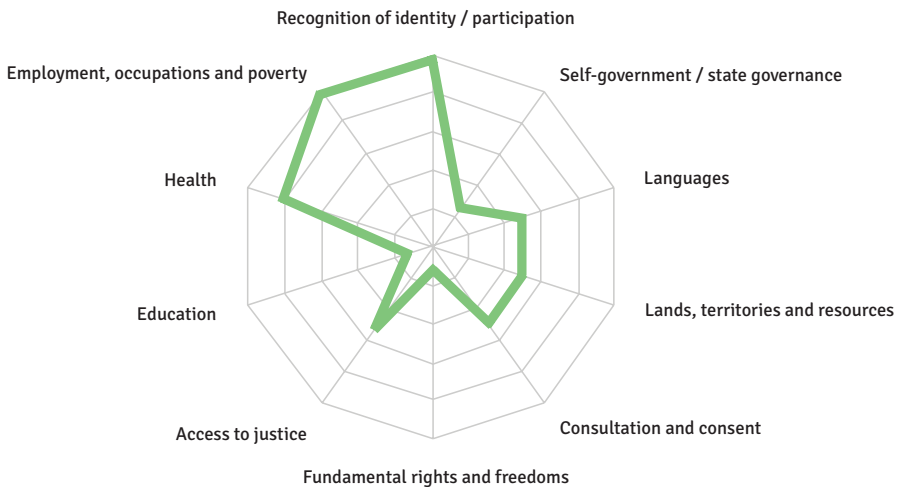 Recognition of identity / participation
Employment, occupations and poverty
Self-government / state governance
Health
Languages
Education
Lands, territories and resources
Access to justice
Consultation and consent
Fundamental rights and freedoms